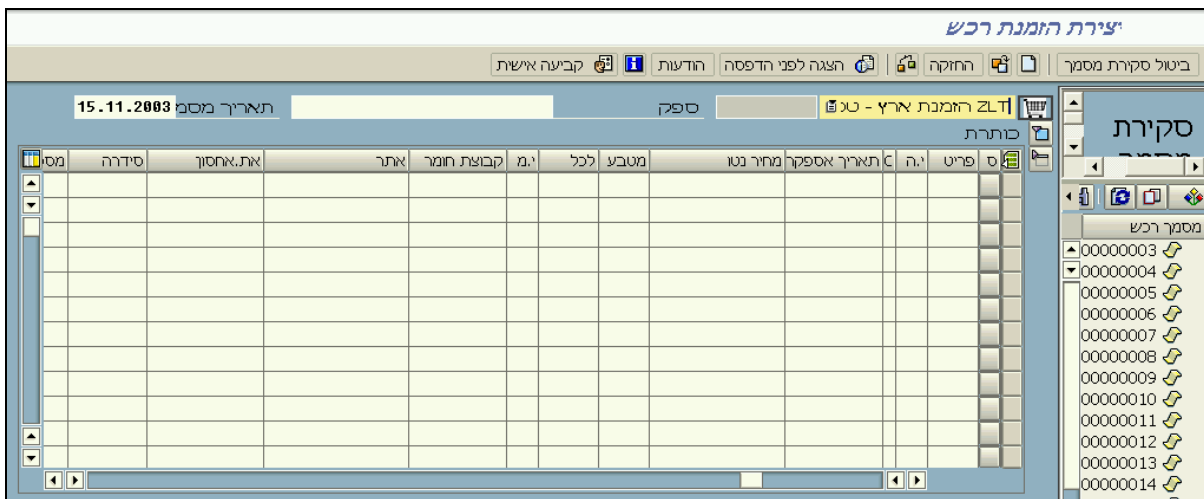 יצירת הזמנת רכש
ביטול סקירת מסמך החזקה הצגה לפני הדפסה הודעות קביעה אישית
ZLT הזמנת ארץ - טכ ספק תאריך מסמ 15.11.2003
כותרת
ס פריט י.ה C תאריך אספקה מחיר נטו מטבע לכל י.מ קבוצת חומר אתר את.אחסון סידרה מס
סקירת
מסמך רכש
00000003
00000004
00000005
00000006
00000007
00000008
00000009
00000010
00000011
00000012
00000013
00000014